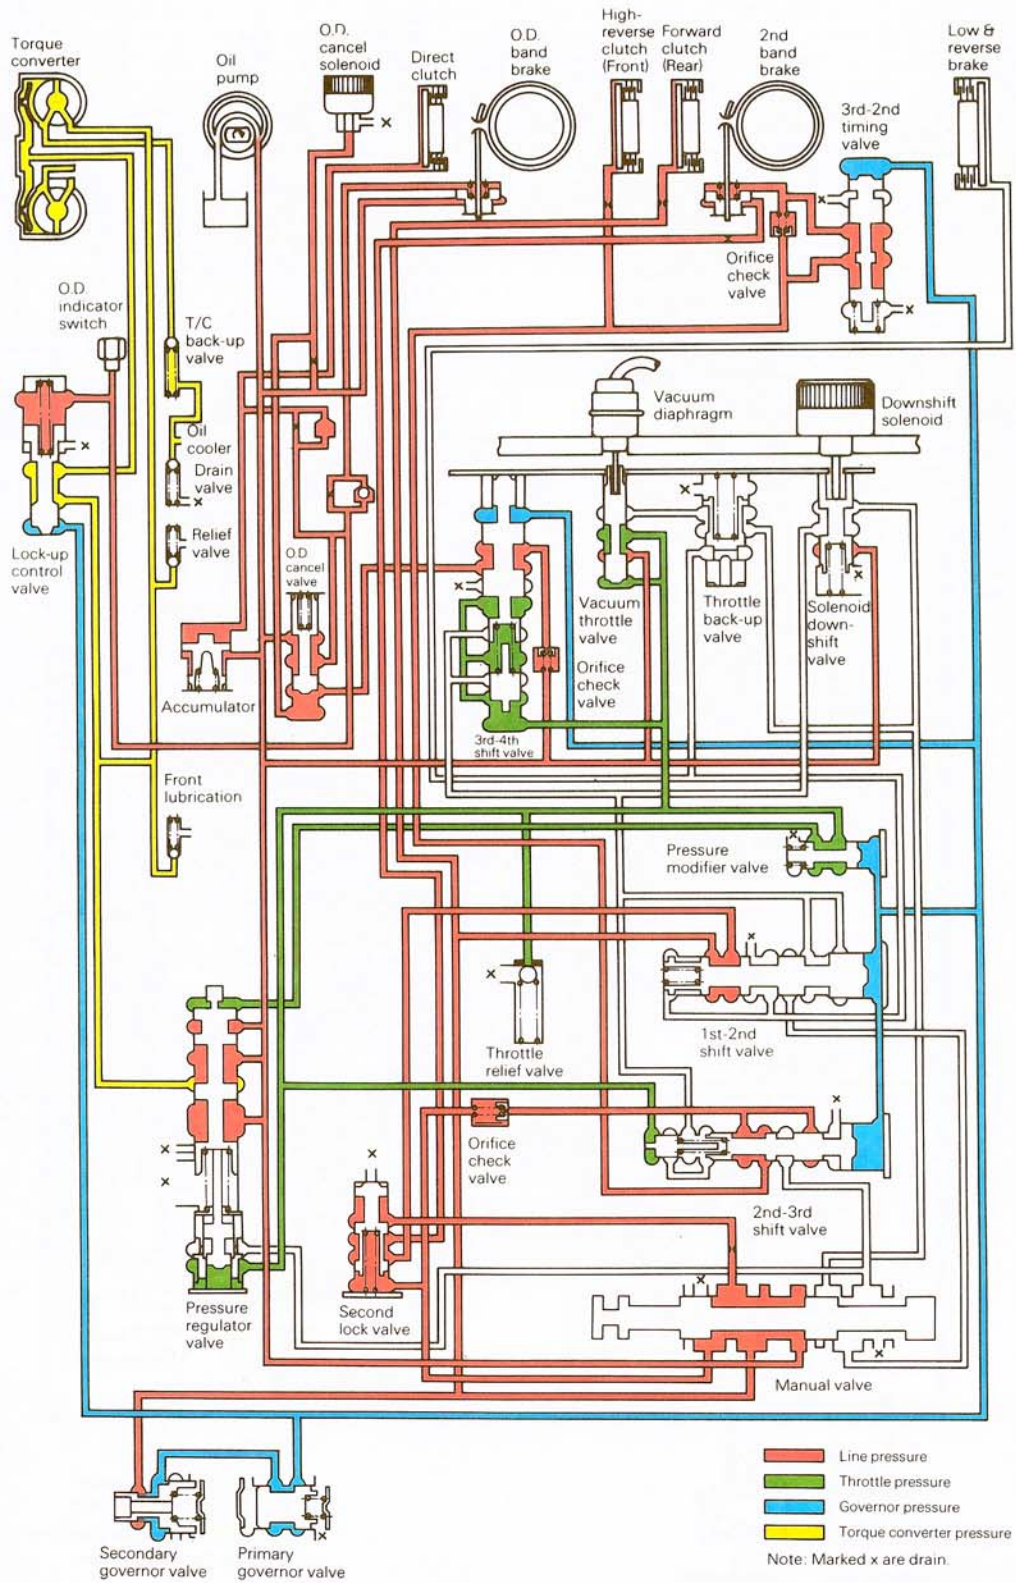 Torque
converter
Oil
pump
O.D.
cancel
solenoid
Direct
clutch
O.D.
band
brake
High-
reverse
clutch
(Front)
Forward
clutch
(Rear)
2nd
band
brake
Low &
reverse
brake
3rd-2nd
timing
valve
x
x
x
O.D.
indicator
switch
T/C
back-up
valve
Orifice
check
valve
Vacuum
diaphragm
Downshift
solenoid
x
Oil
cooler
Drain
valve
x
Relief
valve
Lock-up
control
valve
O.D
cancel
valve
x
x
x
Vacuum
throttle
valve
Throttle
back-up
valve
Solenoid
down-
shift
valve
Orifice
check
valve
Accumulator
3rd-4th
shift valve
Front
lubrication
x
Pressure
modifier valve
x
x
x
1st-2nd
shift valve
Throttle
relief valve
x
Orifice
check
valve
x
x
x
2nd-3rd
shift valve
x
Pressure
regulator
valve
Second
lock valve
x
Manual valve
Line pressure
Throttle pressure
Governor pressure
Torque converter pressure
Note: Marked x are drain.
x
Secondary
governor valve
Primary
governor valve